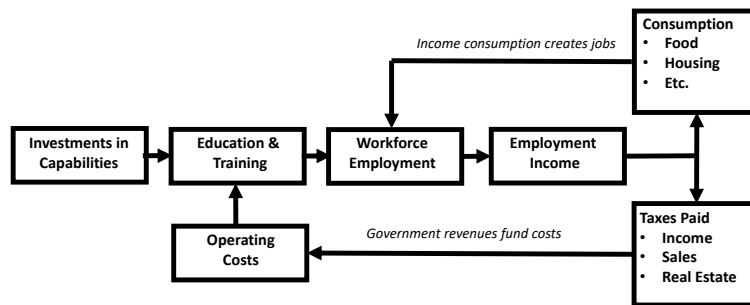 Consumption
• Food
• Housing
• Etc.
Income consumption creates jobs
Investments in
Capabilities
Education &
Training
Workforce
Employment
Employment
Income
Operating
Costs
Government revenues fund costs
Taxes Paid
• Income
• Sales
• Real Estate